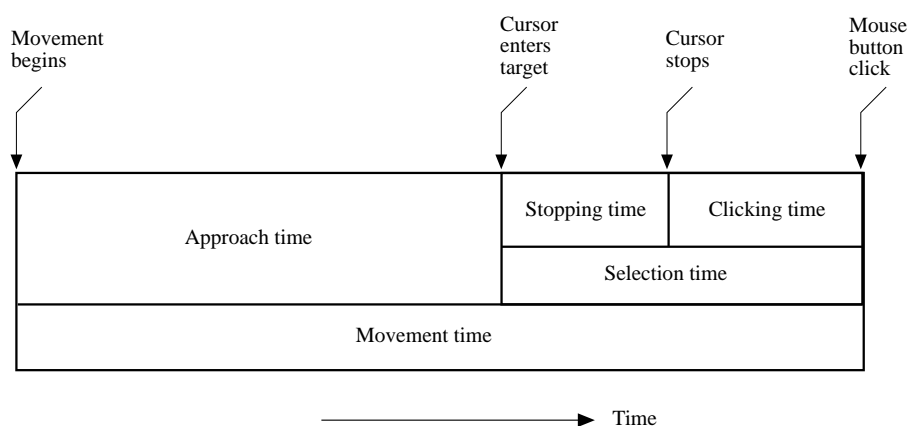 Movement
begins
Cursor
enters
target
Cursor
stops
Mouse
button
click
Approach time
Stopping time
Clicking time
Selection time
Movement time
Time